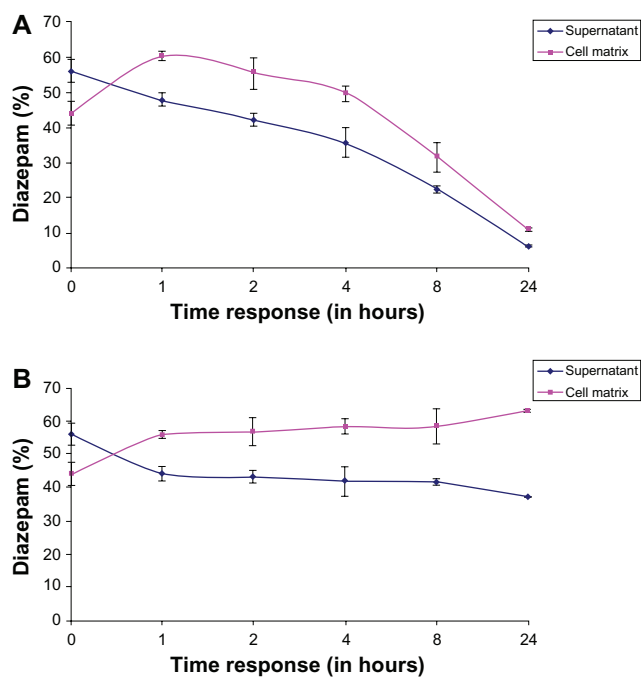 A
70
60
50
40
30
20
10
0
Diazepam (%)
0 1 2 4 8 24
Time response (in hours)
Supernatant
Cell matrix
B
70
60
50
40
30
20
10
0
Diazepam (%)
0 1 2 4 8 24
Time response (in hours)
Supernatant
Cell matrix